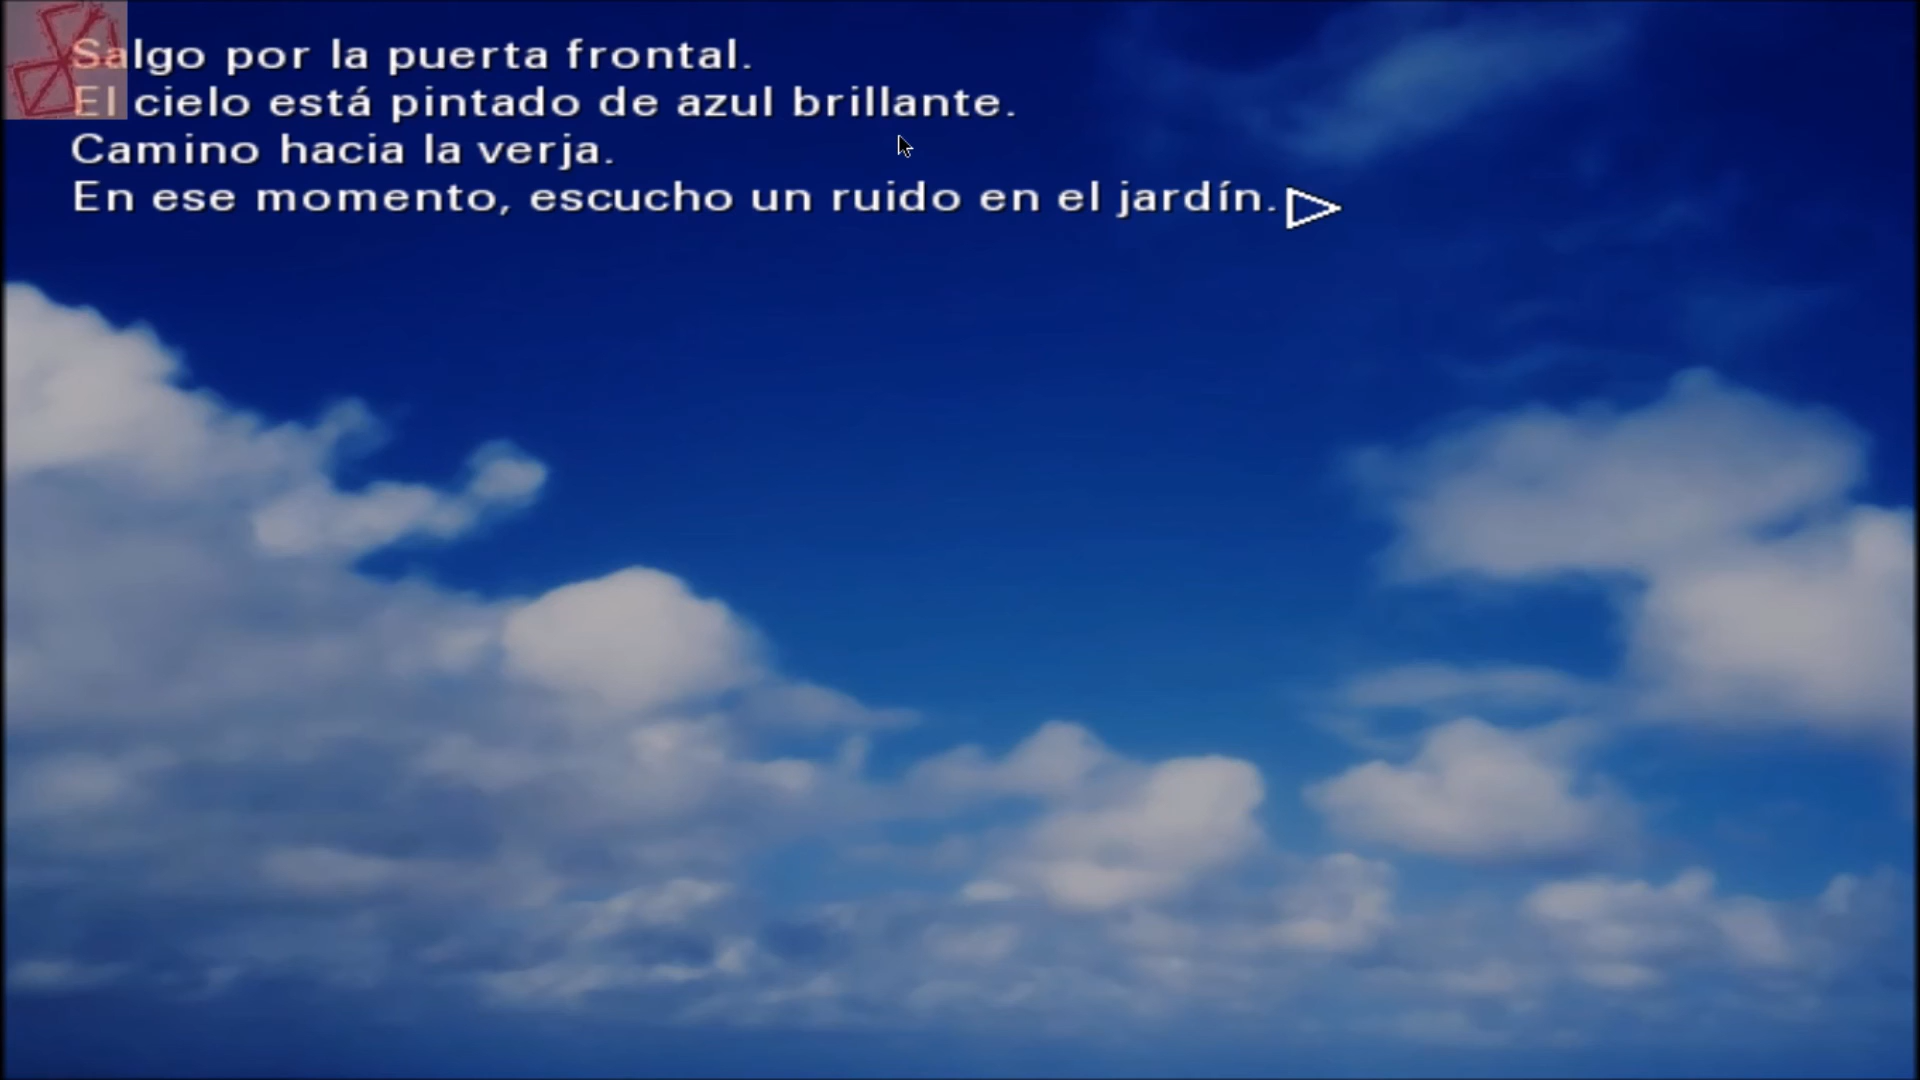 Salgo por la puerta frontal.
El cielo está pintado de azul brillante.
Camino hacia la verja.
En ese momento, escucho un ruido en el jardín.